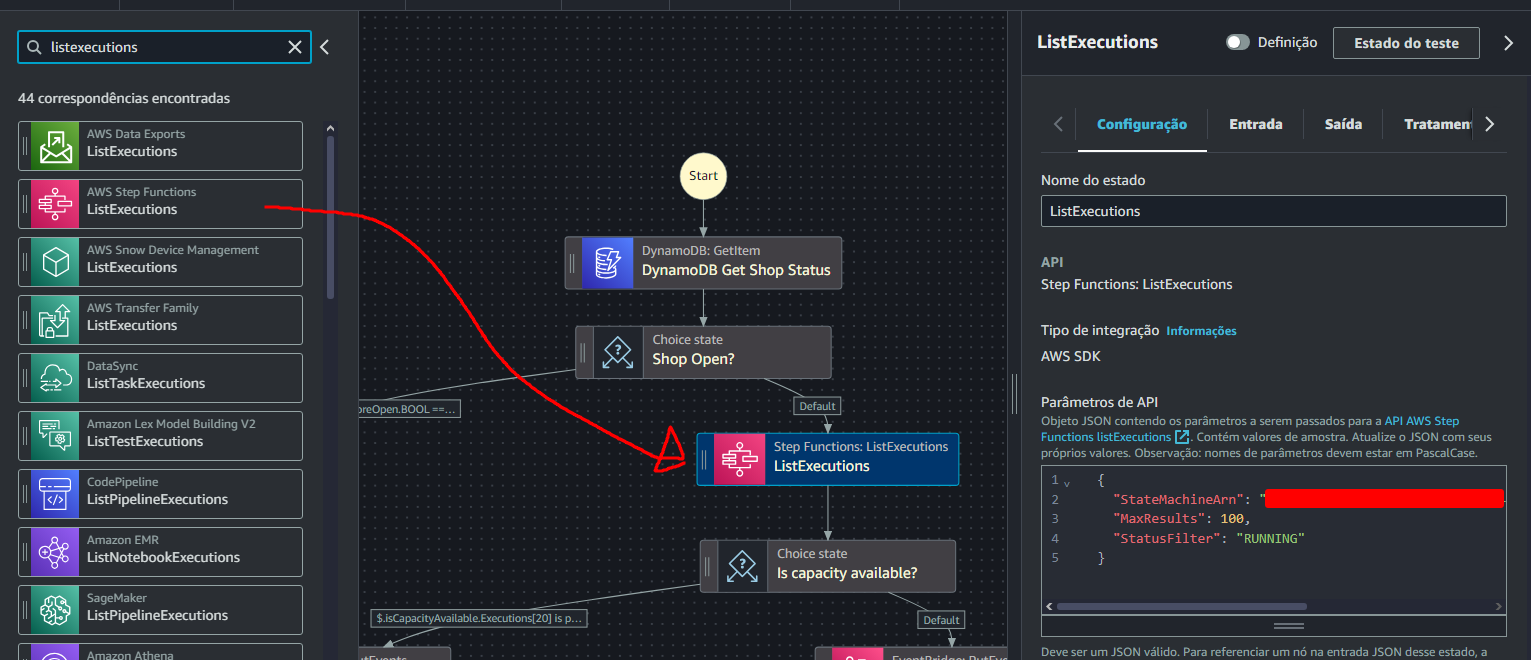 listexecutions
44 correspondências encontradas
AWS Data Exports
ListExecutions
AWS Step Functions
ListExecutions
AWS Snow Device Management
ListExecutions
AWS Transfer Family
ListExecutions
DataSync
ListTaskExecutions
Amazon Lex Model Building V2
ListTestExecutions
CodePipeline
ListPipelineExecutions
Amazon EMR
ListNotebookExecutions
SageMaker
ListPipelineExecutions
Amazon Athena
Start
DynamoDB: GetItem
DynamoDB Get Shop Status
Choice state
Shop Open?
oreOpen.BOOL ==...
Default
Step Functions: ListExecutions
ListExecutions
Choice state
Is capacity available?
$.isCapacityAvailable.Executions[20] is p...
Default
ListExecutions
Definição
Estado do teste
Configuração
Entrada
Saída
Tratamen
Nome do estado
ListExecutions
API
Step Functions: ListExecutions
Tipo de integração Informações
AWS SDK
Parâmetros de API
Objeto JSON contendo os parâmetros a serem passados para a API AWS Step
Functions listExecutions . Contém valores de amostra. Atualize o JSON com seus
próprios valores. Observação: nomes de parâmetros devem estar em PascalCase.
1 {
2 "StateMachineArn": "
3 "MaxResults": 100,
4 "StatusFilter": "RUNNING"
5 }
Deve ser um JSON válido. Para referenciar um nó na entrada JSON desse estado, a